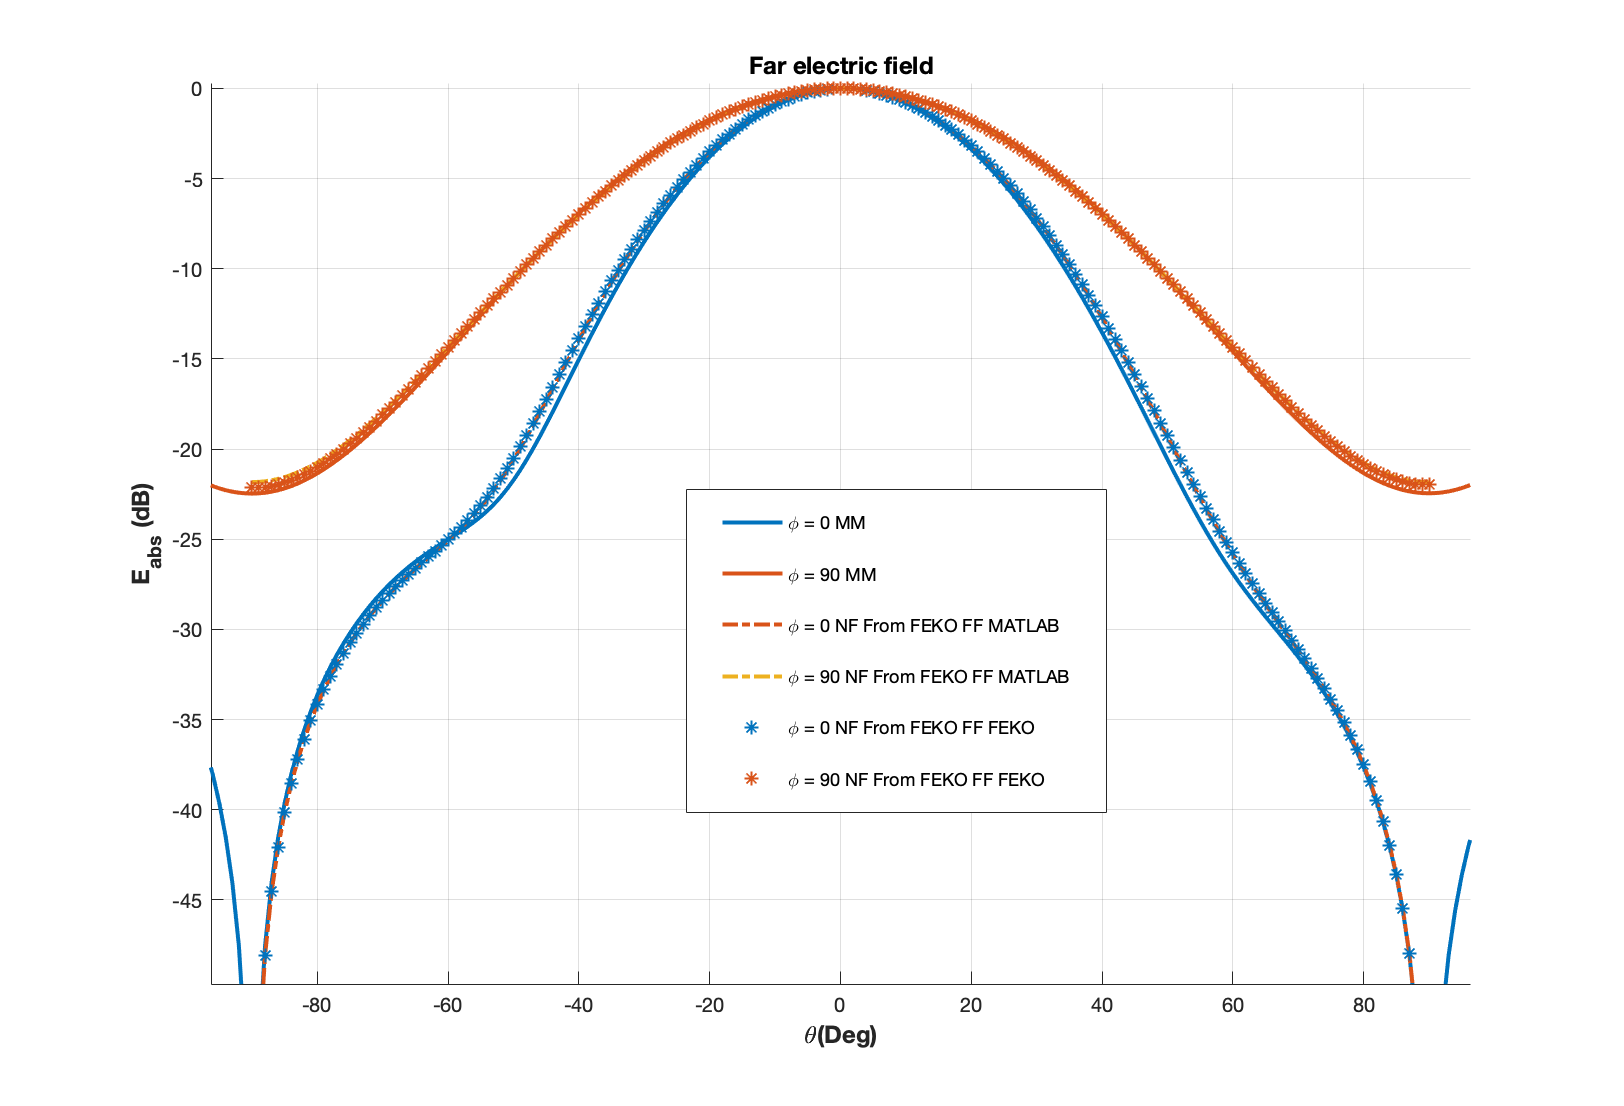 Far electric field
0
-5
-10
-15
-20
-25
-30
-35
-40
-45
E_abs (dB)
ϕ = 0 MM
ϕ = 90 MM
ϕ = 0 NF From FEKO FF MATLAB
ϕ = 90 NF From FEKO FF MATLAB
ϕ = 0 NF From FEKO FF FEKO
ϕ = 90 NF From FEKO FF FEKO
-80 -60 -40 -20 0 20 40 60 80
θ(Deg)